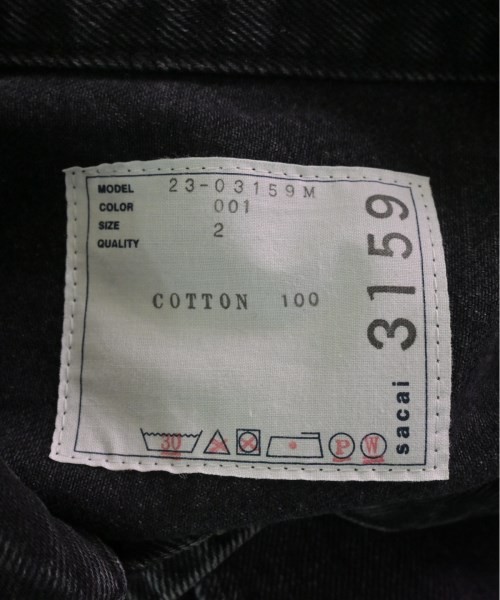 MODEL 23-03159M
COLOR 001
SIZE 2
QUALITY
COTTON 100
30 P W
sacai 3159